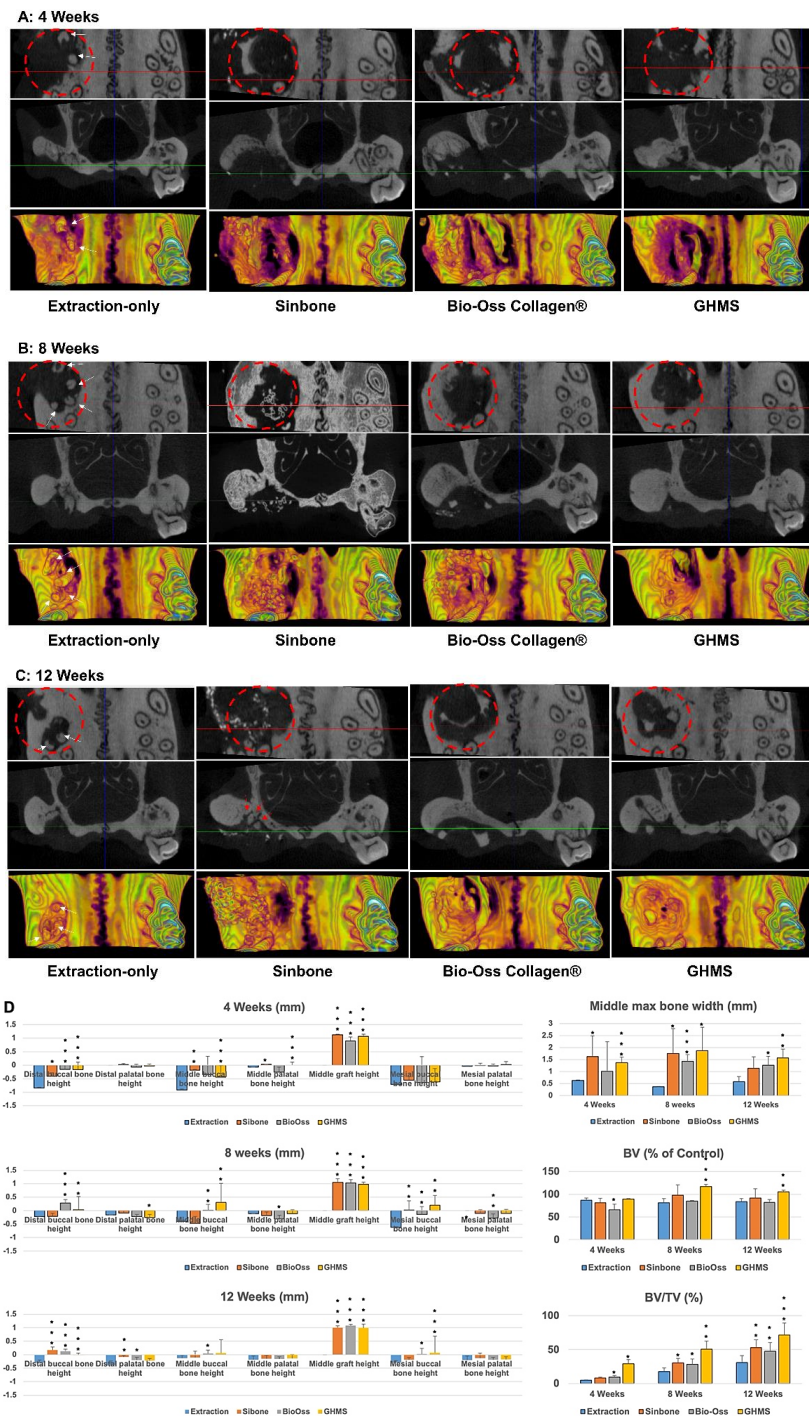 A: 4 Weeks
Extraction-only Sinbone Bio-Oss Collagen® GHMS
B: 8 Weeks
Extraction-only Sinbone Bio-Oss Collagen® GHMS
C: 12 Weeks
Extraction-only Sinbone Bio-Oss Collagen® GHMS
D
4 Weeks (mm)
1.5
1
0.5
0
-0.5
-1
-1.5
Distal buccal bone height
Distal palatal bone height
Middle buccal bone height
Middle palatal bone height
Middle graft height
Mesial buccal bone height
Mesial palatal bone height
Extraction Sibone BioOss GHMS
Middle max bone width (mm)
3
2.5
2
1.5
1
0.5
0
4 Weeks 8 weeks 12 Weeks
Extraction Sinbone BioOss GHMS
8 weeks (mm)
1.5
1
0.5
0
-0.5
-1
-1.5
Distal buccal bone height
Distal palatal bone height
Middle buccal bone height
Middle palatal bone height
Middle graft height
Mesial buccal bone height
Mesial palatal bone height
Extraction Sibone BioOss GHMS
BV (% of Control)
150
100
50
0
4 Weeks 8 Weeks 12 Weeks
Extraction Sinbone BioOss GHMS
12 Weeks (mm)
1.5
1
0.5
0
-0.5
-1
-1.5
Distal buccal bone height
Distal palatal bone height
Middle buccal bone height
Middle palatal bone height
Middle graft height
Mesial buccal bone height
Mesial palatal bone height
Extraction Sibone BioOss GHMS
BV/TV (%)
100
50
0
4 Weeks 8 Weeks 12 Weeks
Extraction Sinbone Bio-Oss GHMS